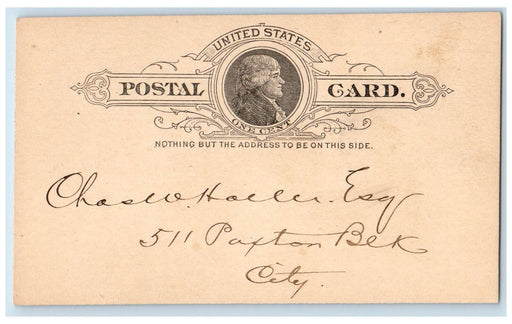 UNITED STATES
POSTAL CARD.
ONE CENT
NOTHING BUT THE ADDRESS TO BE ON THIS SIDE.
Chas. W. Haller. Esq
511 Paxton Blk
City.